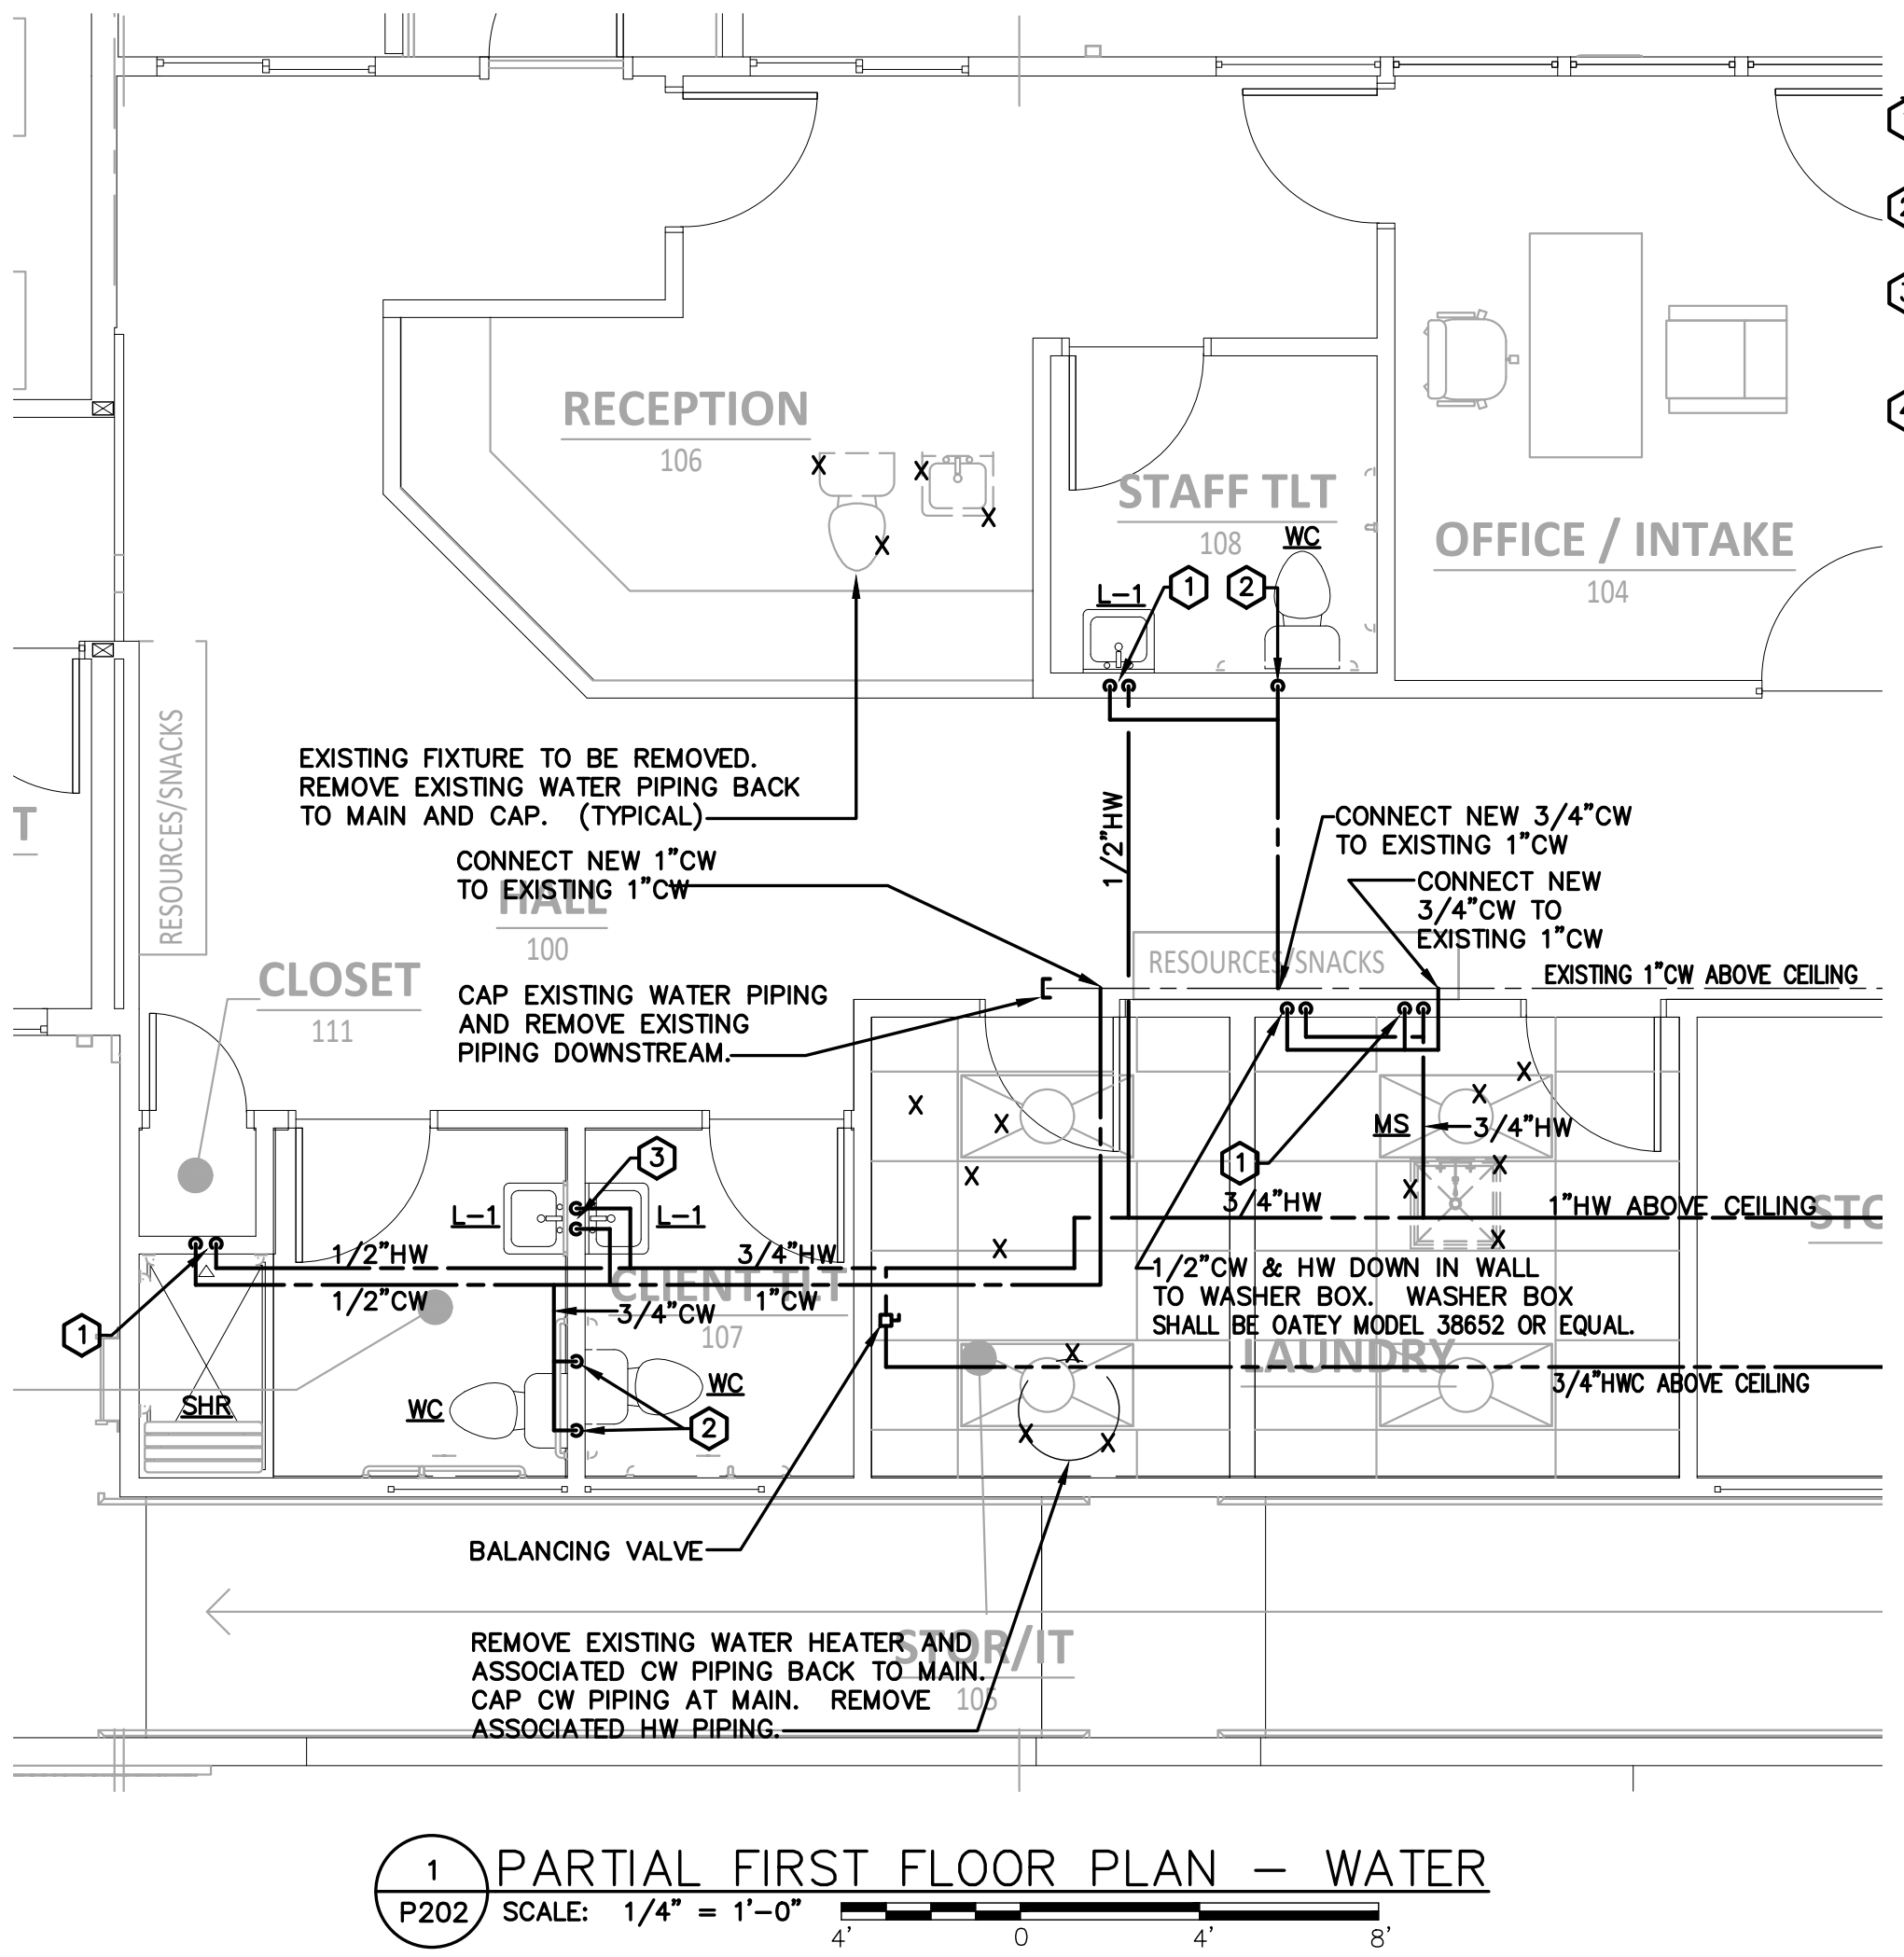 RECEPTION
106
STAFF TLT
108
WC
L-1
1
2
OFFICE / INTAKE
104
RESOURCES/SNACKS
T
EXISTING FIXTURE TO BE REMOVED.
REMOVE EXISTING WATER PIPING BACK
TO MAIN AND CAP. (TYPICAL)
CONNECT NEW 1"CW
TO EXISTING 1"CW
HALL
100
1/2"HW
CONNECT NEW 3/4"CW
TO EXISTING 1"CW
CONNECT NEW
3/4"CW TO
EXISTING 1"CW
RESOURCES/SNACKS
EXISTING 1"CW ABOVE CEILING
CLOSET
111
CAP EXISTING WATER PIPING
AND REMOVE EXISTING
PIPING DOWNSTREAM.
MS
3/4"HW
3
1
L-1
L-1
3/4"HW
1"HW ABOVE CEILING
STO
1/2"HW
3/4"HW
1/2"CW
3/4"CW
1"CW
CLIENT TLT
107
1
1/2"CW & HW DOWN IN WALL
TO WASHER BOX. WASHER BOX
SHALL BE OATEY MODEL 38652 OR EQUAL.
LAUNDRY
3/4"HWC ABOVE CEILING
SHR
WC
WC
2
BALANCING VALVE
REMOVE EXISTING WATER HEATER AND
ASSOCIATED CW PIPING BACK TO MAIN.
CAP CW PIPING AT MAIN. REMOVE
ASSOCIATED HW PIPING.
STOR/IT
105
1
P202
PARTIAL FIRST FLOOR PLAN - WATER
SCALE: 1/4" = 1'-0"
4' 0 4' 8'